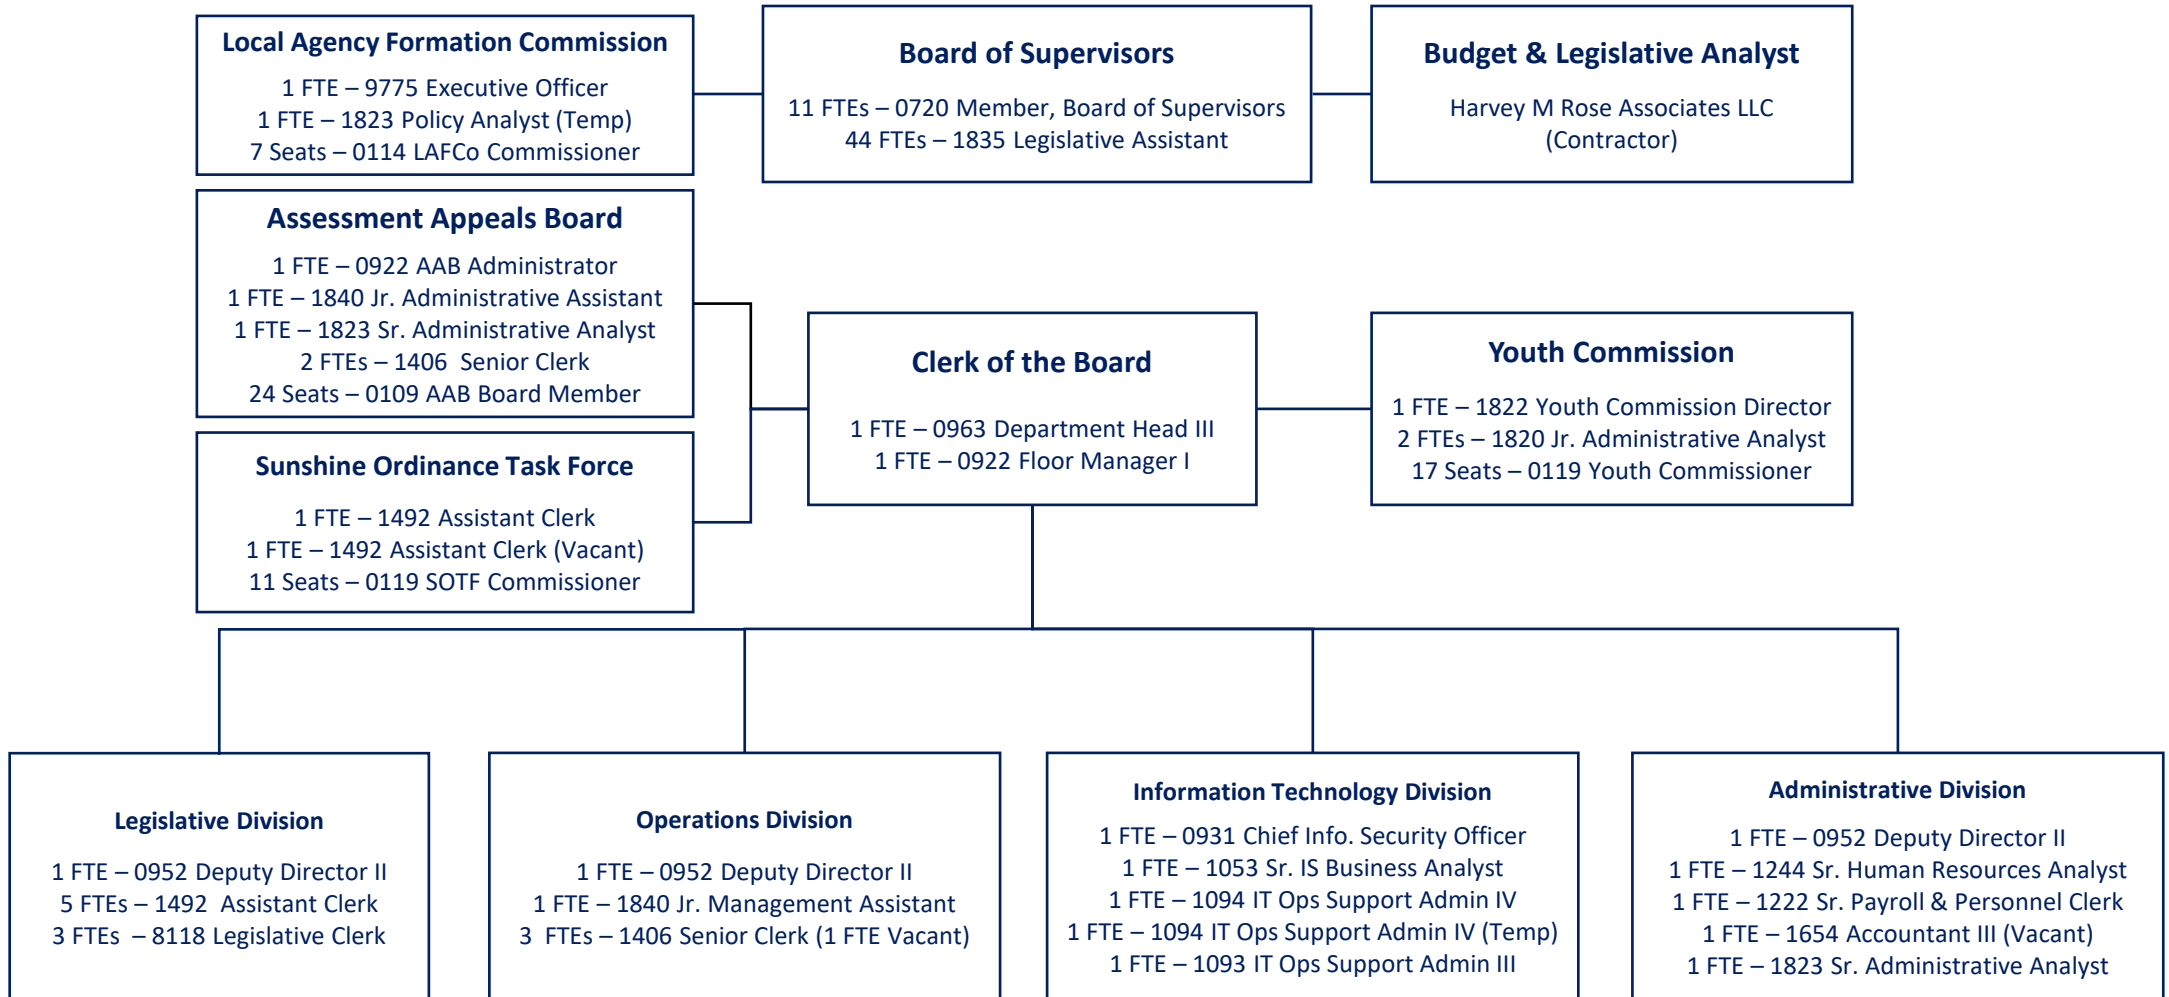 Local Agency Formation Commission
1 FTE – 9775 Executive Officer
1 FTE – 1823 Policy Analyst (Temp)
7 Seats – 0114 LAFCo Commissioner
Board of Supervisors
11 FTEs – 0720 Member, Board of Supervisors
44 FTEs – 1835 Legislative Assistant
Budget & Legislative Analyst
Harvey M Rose Associates LLC
(Contractor)
Assessment Appeals Board
1 FTE – 0922 AAB Administrator
1 FTE – 1840 Jr. Administrative Assistant
1 FTE – 1823 Sr. Administrative Analyst
2 FTEs – 1406  Senior Clerk
24 Seats – 0109 AAB Board Member
Sunshine Ordinance Task Force
1 FTE – 1492 Assistant Clerk
1 FTE – 1492 Assistant Clerk (Vacant)
11 Seats – 0119 SOTF Commissioner
Clerk of the Board
1 FTE – 0963 Department Head III
1 FTE – 0922 Floor Manager I
Youth Commission
1 FTE – 1822 Youth Commission Director
2 FTEs – 1820 Jr. Administrative Analyst
17 Seats – 0119 Youth Commissioner
Legislative Division
1 FTE – 0952 Deputy Director II
5 FTEs – 1492  Assistant Clerk
3 FTEs  – 8118 Legislative Clerk
Operations Division
1 FTE – 0952 Deputy Director II
1 FTE – 1840 Jr. Management Assistant
3  FTEs – 1406 Senior Clerk (1 FTE Vacant)
Information Technology Division
1 FTE – 0931 Chief Info. Security Officer
1 FTE – 1053 Sr. IS Business Analyst
1 FTE – 1094 IT Ops Support Admin IV
1 FTE – 1094 IT Ops Support Admin IV (Temp)
1 FTE – 1093 IT Ops Support Admin III
Administrative Division
1 FTE – 0952 Deputy Director II
1 FTE – 1244 Sr. Human Resources Analyst
1 FTE – 1222 Sr. Payroll & Personnel Clerk
1 FTE – 1654 Accountant III (Vacant)
1 FTE – 1823 Sr. Administrative Analyst